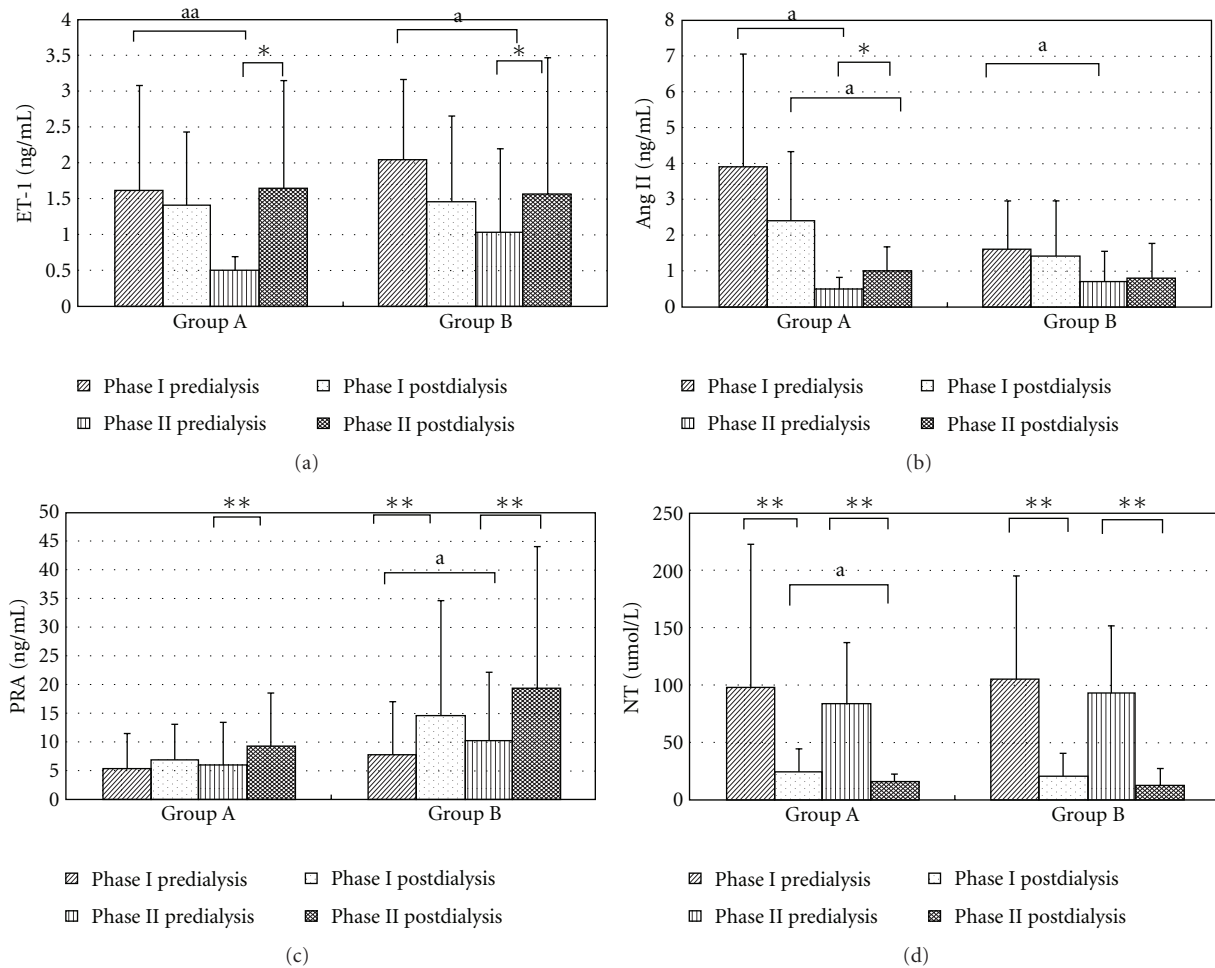 4
3.5
3
2.5
2
1.5
1
0.5
0
ET-1 (ng/mL)
aa
*
a
*
Group A
Group B
Phase I predialysis
Phase I postdialysis
Phase II predialysis
Phase II postdialysis
(a)
8
7
6
5
4
3
2
1
0
Ang II (ng/mL)
a
*
a
a
Group A
Group B
Phase I predialysis
Phase I postdialysis
Phase II predialysis
Phase II postdialysis
(b)
50
45
40
35
30
25
20
15
10
5
0
PRA (ng/mL)
**
**
**
a
Group A
Group B
Phase I predialysis
Phase I postdialysis
Phase II predialysis
Phase II postdialysis
(c)
250
200
150
100
50
0
NT (umol/L)
**
**
**
**
a
Group A
Group B
Phase I predialysis
Phase I postdialysis
Phase II predialysis
Phase II postdialysis
(d)